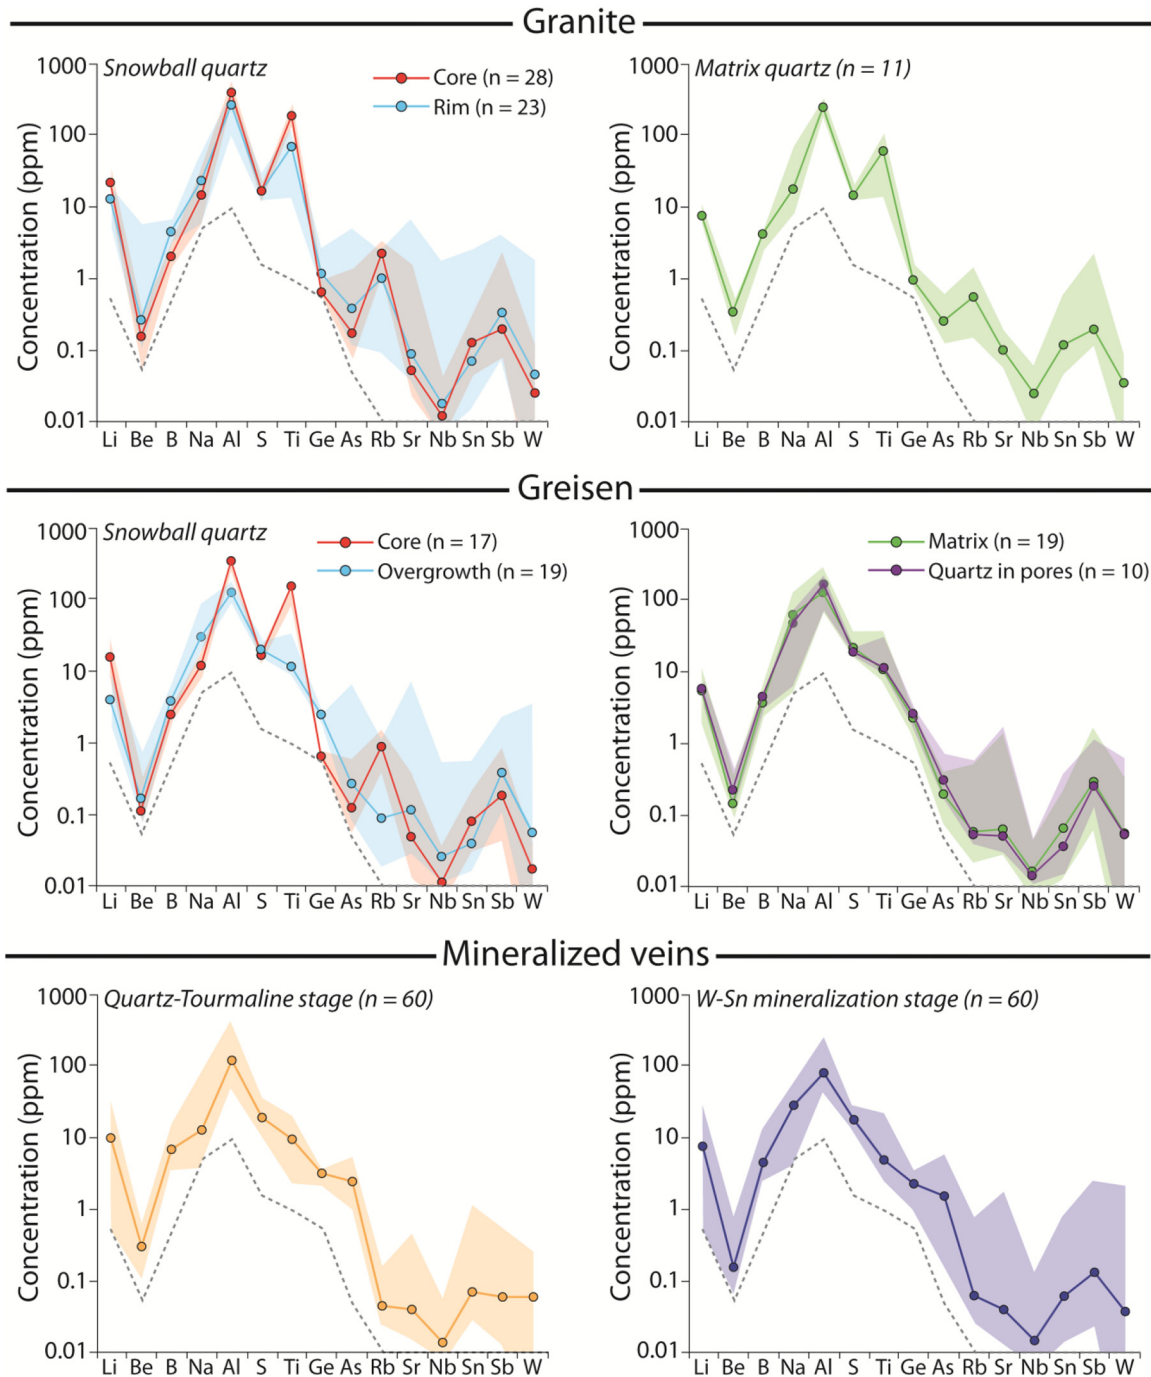 Granite
Snowball quartz
Core (n = 28)
Rim (n = 23)
Concentration (ppm)
1000
100
10
1
0.1
0.01
Li Be B Na Al S Ti Ge As Rb Sr Nb Sn Sb W
Matrix quartz (n = 11)
Concentration (ppm)
1000
100
10
1
0.1
0.01
Li Be B Na Al S Ti Ge As Rb Sr Nb Sn Sb W
Greisen
Snowball quartz
Core (n = 17)
Overgrowth (n = 19)
Concentration (ppm)
1000
100
10
1
0.1
0.01
Li Be B Na Al S Ti Ge As Rb Sr Nb Sn Sb W
Matrix (n = 19)
Quartz in pores (n = 10)
Concentration (ppm)
1000
100
10
1
0.1
0.01
Li Be B Na Al S Ti Ge As Rb Sr Nb Sn Sb W
Mineralized veins
Quartz-Tourmaline stage (n = 60)
Concentration (ppm)
1000
100
10
1
0.1
0.01
Li Be B Na Al S Ti Ge As Rb Sr Nb Sn Sb W
W-Sn mineralization stage (n = 60)
Concentration (ppm)
1000
100
10
1
0.1
0.01
Li Be B Na Al S Ti Ge As Rb Sr Nb Sn Sb W